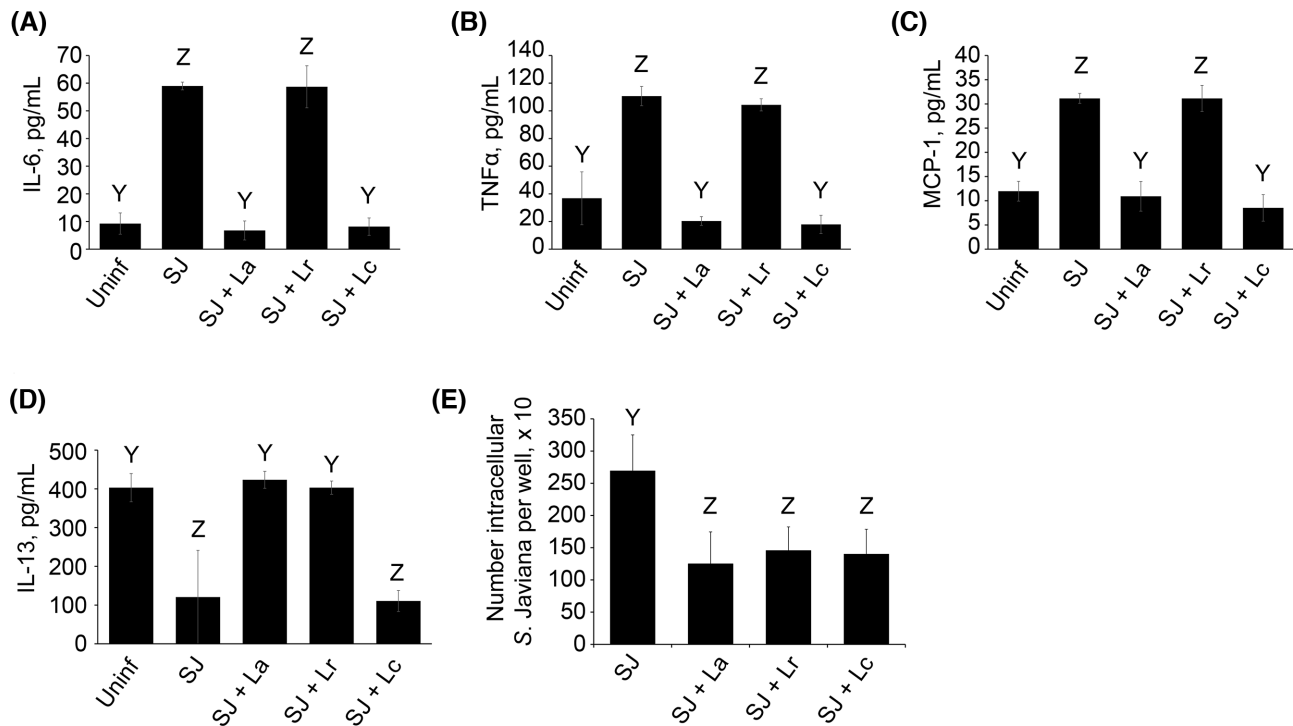 (A)
IL-6, pg/mL
70
60
50
40
30
20
10
0
Y
Z
Y
Z
Y
Uninf
SJ
SJ + La
SJ + Lr
SJ + Lc
(B)
TNFα, pg/mL
140
120
100
80
60
40
20
0
Y
Z
Y
Z
Y
Uninf
SJ
SJ + La
SJ + Lr
SJ + Lc
(C)
MCP-1, pg/mL
40
35
30
25
20
15
10
5
0
Y
Z
Y
Z
Y
Uninf
SJ
SJ + La
SJ + Lr
SJ + Lc
(D)
IL-13, pg/mL
500
400
300
200
100
0
Y
Z
Y
Y
Z
Uninf
SJ
SJ + La
SJ + Lr
SJ + Lc
(E)
Number intracellular
S. Javiana per well, x 10
350
300
250
200
150
100
50
0
Y
Z
Z
Z
SJ
SJ + La
SJ + Lr
SJ + Lc